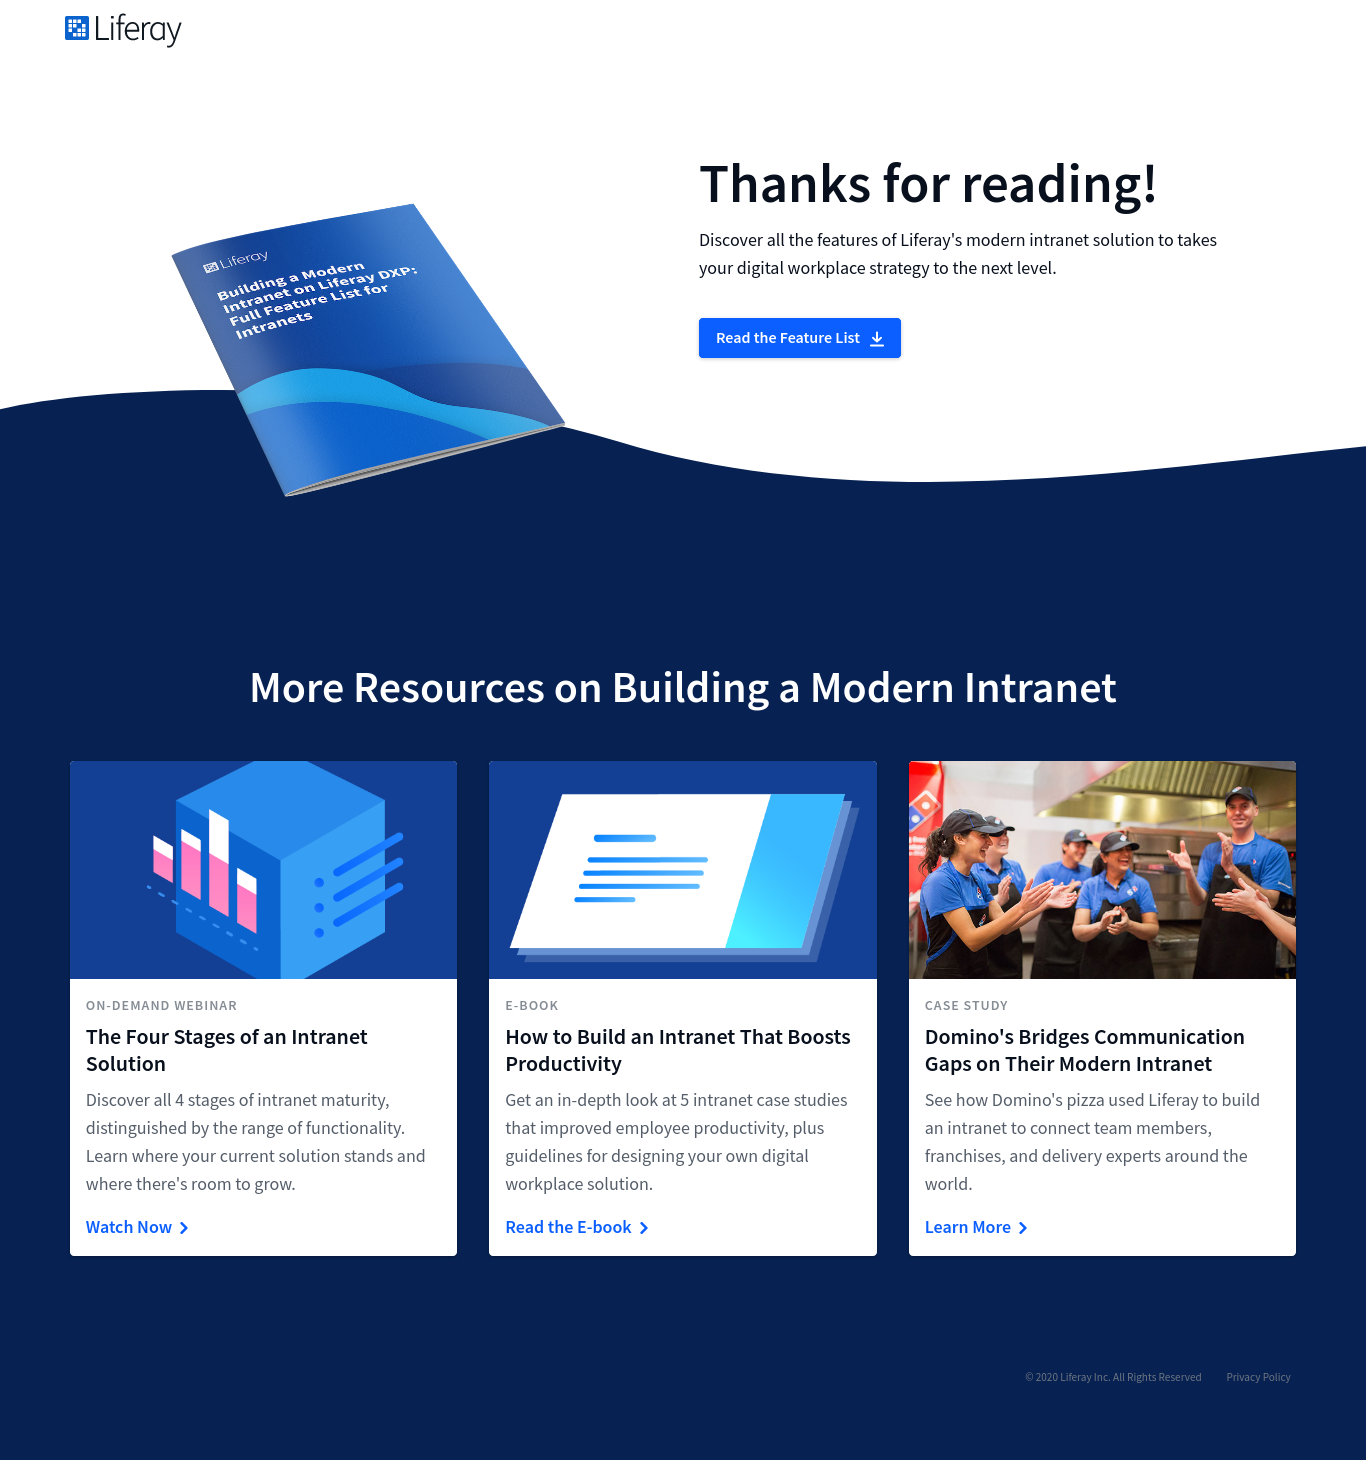 Liferay
Thanks for reading!
Discover all the features of Liferay's modern intranet solution to takes
your digital workplace strategy to the next level.
Read the Feature List
Liferay
Building a Modern
Intranet on Liferay DXP:
Full Feature List for
Intranets
More Resources on Building a Modern Intranet
ON-DEMAND WEBINAR
The Four Stages of an Intranet
Solution
Discover all 4 stages of intranet maturity,
distinguished by the range of functionality.
Learn where your current solution stands and
where there's room to grow.
Watch Now
E-BOOK
How to Build an Intranet That Boosts
Productivity
Get an in-depth look at 5 intranet case studies
that improved employee productivity, plus
guidelines for designing your own digital
workplace solution.
Read the E-book
CASE STUDY
Domino's Bridges Communication
Gaps on Their Modern Intranet
See how Domino's pizza used Liferay to build
an intranet to connect team members,
franchises, and delivery experts around the
world.
Learn More
© 2020 Liferay Inc. All Rights Reserved
Privacy Policy